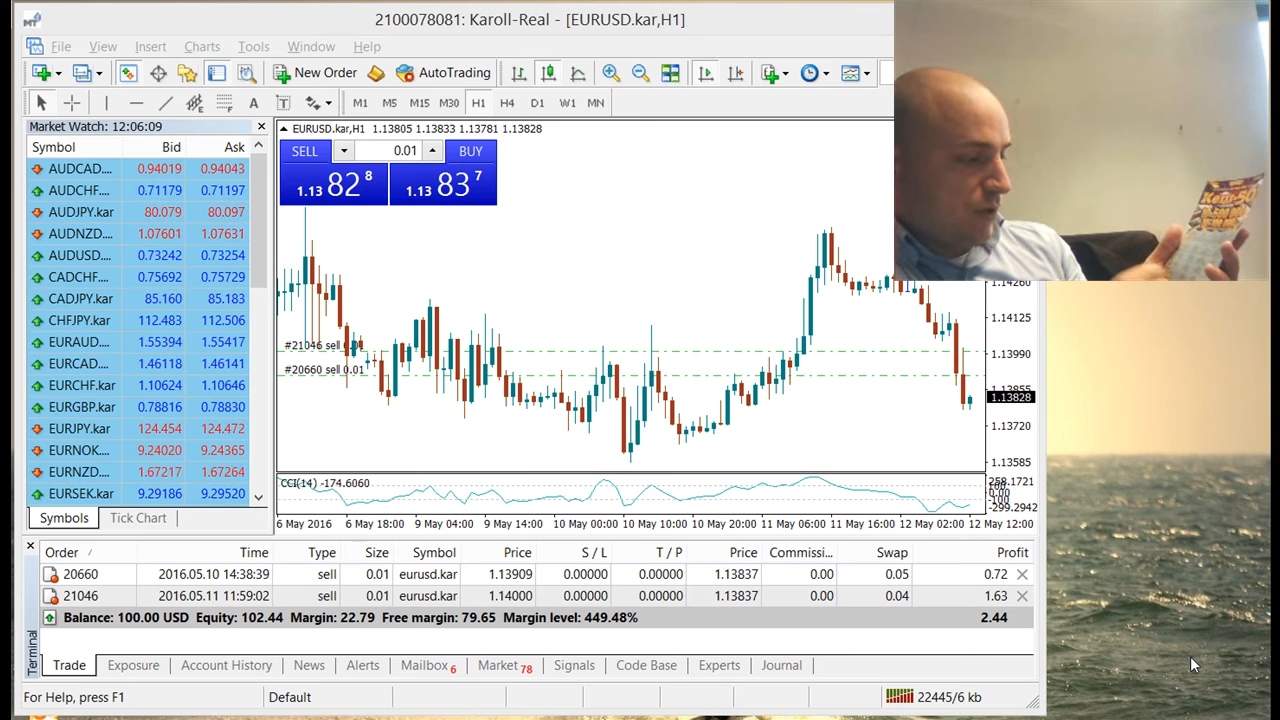 2100078081: Karoll-Real - [EURUSD.kar,H1]
File View Insert Charts Tools Window Help
New Order AutoTrading
A T M1 M5 M15 M30 H1 H4 D1 W1 MN
Market Watch: 12:06:09
Symbol Bid Ask
AUDCAD.... 0.94019 0.94043
AUDCHF.... 0.71179 0.71197
AUDJPY.kar 80.079 80.097
AUDNZD.... 1.07601 1.07631
AUDUSD.... 0.73242 0.73254
CADCHF.... 0.75692 0.75729
CADJPY.kar 85.160 85.183
CHFJPY.kar 112.483 112.506
EURAUD.... 1.55394 1.55417
EURCAD.... 1.46118 1.46141
EURCHF.kar 1.10624 1.10646
EURGBP.kar 0.78816 0.78830
EURJPY.kar 124.454 124.472
EURNOK.... 9.24020 9.24365
EURNZD.... 1.67217 1.67264
EURSEK.kar 9.29186 9.29520
Symbols Tick Chart
EURUSD.kar,H1 1.13805 1.13833 1.13781 1.13828
SELL 0.01 BUY
1.13 82 8 1.13 83 7
#21046 sell 0.01
#20660 sell 0.01
1.14260
1.14125
1.13990
1.13855
1.13828
1.13720
1.13585
CCI(14) -174.6060
258.1721
100
0.00
-100
-299.2942
6 May 2016 6 May 18:00 9 May 04:00 9 May 14:00 10 May 00:00 10 May 10:00 10 May 20:00 11 May 06:00 11 May 16:00 12 May 02:00 12 May 12:00
Order Time Type Size Symbol Price S / L T / P Price Commissi... Swap Profit
20660 2016.05.10 14:38:39 sell 0.01 eurusd.kar 1.13909 0.00000 0.00000 1.13837 0.00 0.05 0.72
21046 2016.05.11 11:59:02 sell 0.01 eurusd.kar 1.14000 0.00000 0.00000 1.13837 0.00 0.04 1.63
Balance: 100.00 USD Equity: 102.44 Margin: 22.79 Free margin: 79.65 Margin level: 449.48% 2.44
Terminal
Trade Exposure Account History News Alerts Mailbox 6 Market 78 Signals Code Base Experts Journal
For Help, press F1 Default 22445/6 kb